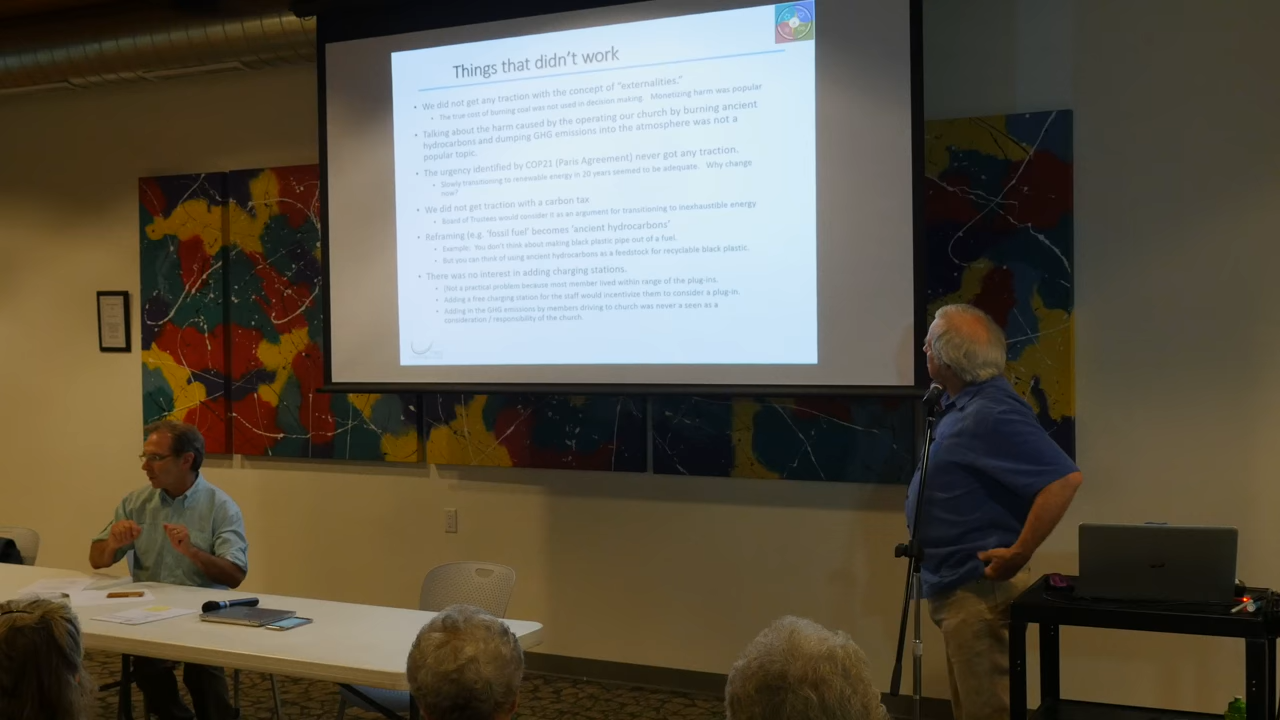 Things that didn't work
• We did not get any traction with the concept of "externalities."
• The true cost of burning coal was not used in decision making. Monetizing harm was popular
• Talking about the harm caused by the operating our church by burning ancient
hydrocarbons and dumping GHG emissions into the atmosphere was not a
popular topic.
• The urgency identified by COP21 (Paris Agreement) never got any traction.
• Slowly transitioning to renewable energy in 20 years seemed to be adequate. Why change
now?
• We did not get traction with a carbon tax
• Board of Trustees would consider it as an argument for transitioning to inexhaustible energy
• Reframing (e.g. 'fossil fuel' becomes 'ancient hydrocarbons'
• Example: You don't think about making black plastic pipe out of a fuel.
• But you can think of using ancient hydrocarbons as a feedstock for recyclable black plastic.
• There was no interest in adding charging stations.
• (Not a practical problem because most member lived within range of the plug-ins.
• Adding a free charging station for the staff would incentivize them to consider a plug-in.
• Adding in the GHG emissions by members driving to church was never a seen as a
consideration / responsibility of the church.